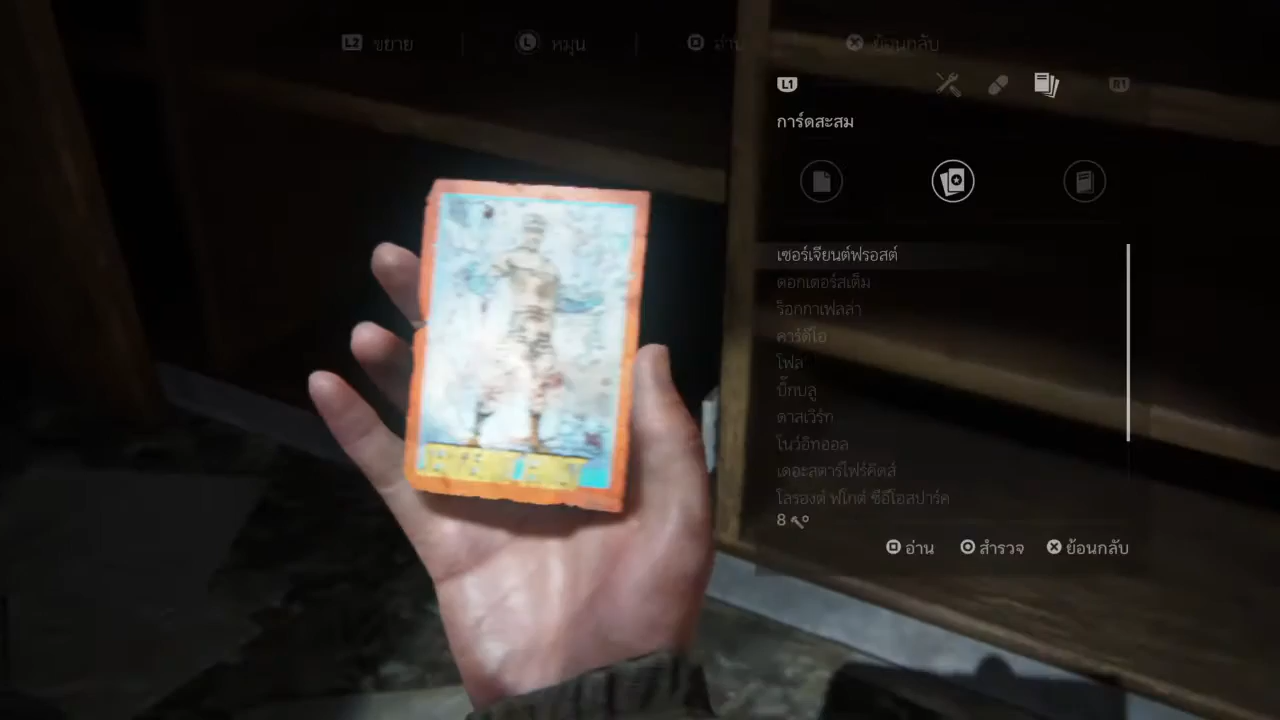 L2 ขยาย
L หมุน
อ่าน
ย้อนกลับ
L1
R1
การ์ดสะสม
เซอร์เจียนต์ฟรอสต์
ดอกเตอร์สเต็ม
ร็อกกาเฟลล่า
คาร์ดิโอ
โฟล
บิ๊กบลู
ดาสเวิร์ท
โนว์อิทออล
เดอะสตาร์ไฟร์คิดส์
โลรองต์ ฟูโกต์ ซีอีโอสปาร์ค
8
อ่าน
สำรวจ
ย้อนกลับ